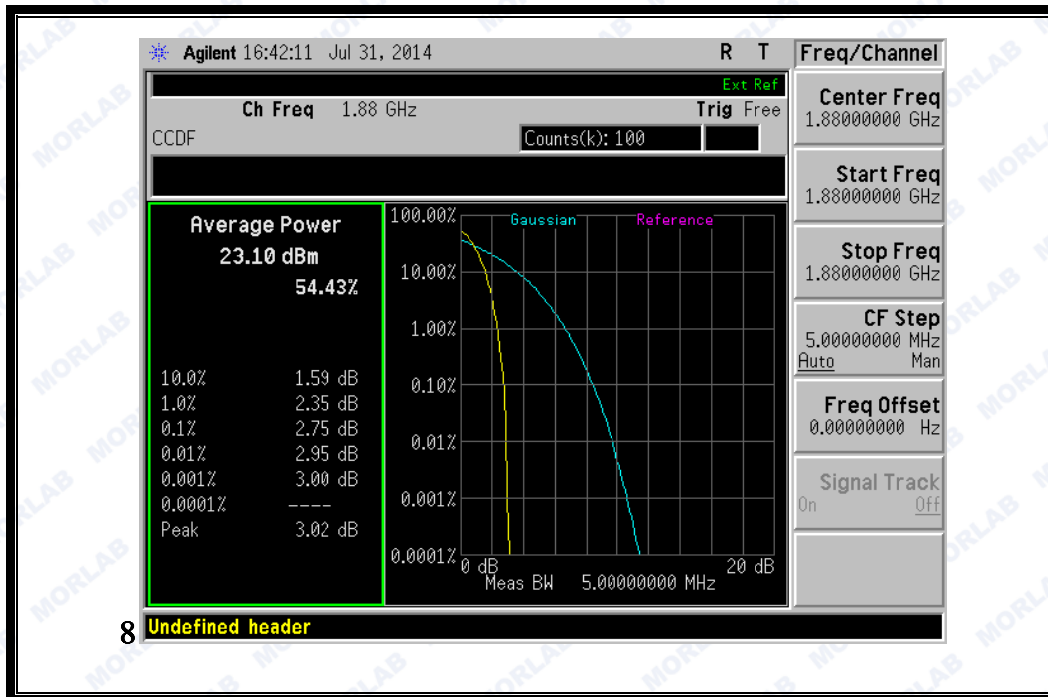 Agilent 16:42:11 Jul 31, 2014 R T
Ext Ref
Ch Freq 1.88 GHz Trig Free
CCDF Counts(k): 100
Average Power
23.10 dBm
54.43%
10.0% 1.59 dB
1.0% 2.35 dB
0.1% 2.75 dB
0.01% 2.95 dB
0.001% 3.00 dB
0.0001% ----
Peak 3.02 dB
Gaussian Reference
100.00%
10.00%
1.00%
0.10%
0.01%
0.001%
0.0001%
0 dB 20 dB
Meas BW 5.00000000 MHz
Freq/Channel
Center Freq
1.88000000 GHz
Start Freq
1.88000000 GHz
Stop Freq
1.88000000 GHz
CF Step
5.00000000 MHz
Auto Man
Freq Offset
0.00000000 Hz
Signal Track
On Off
8 Undefined header
MORLAB